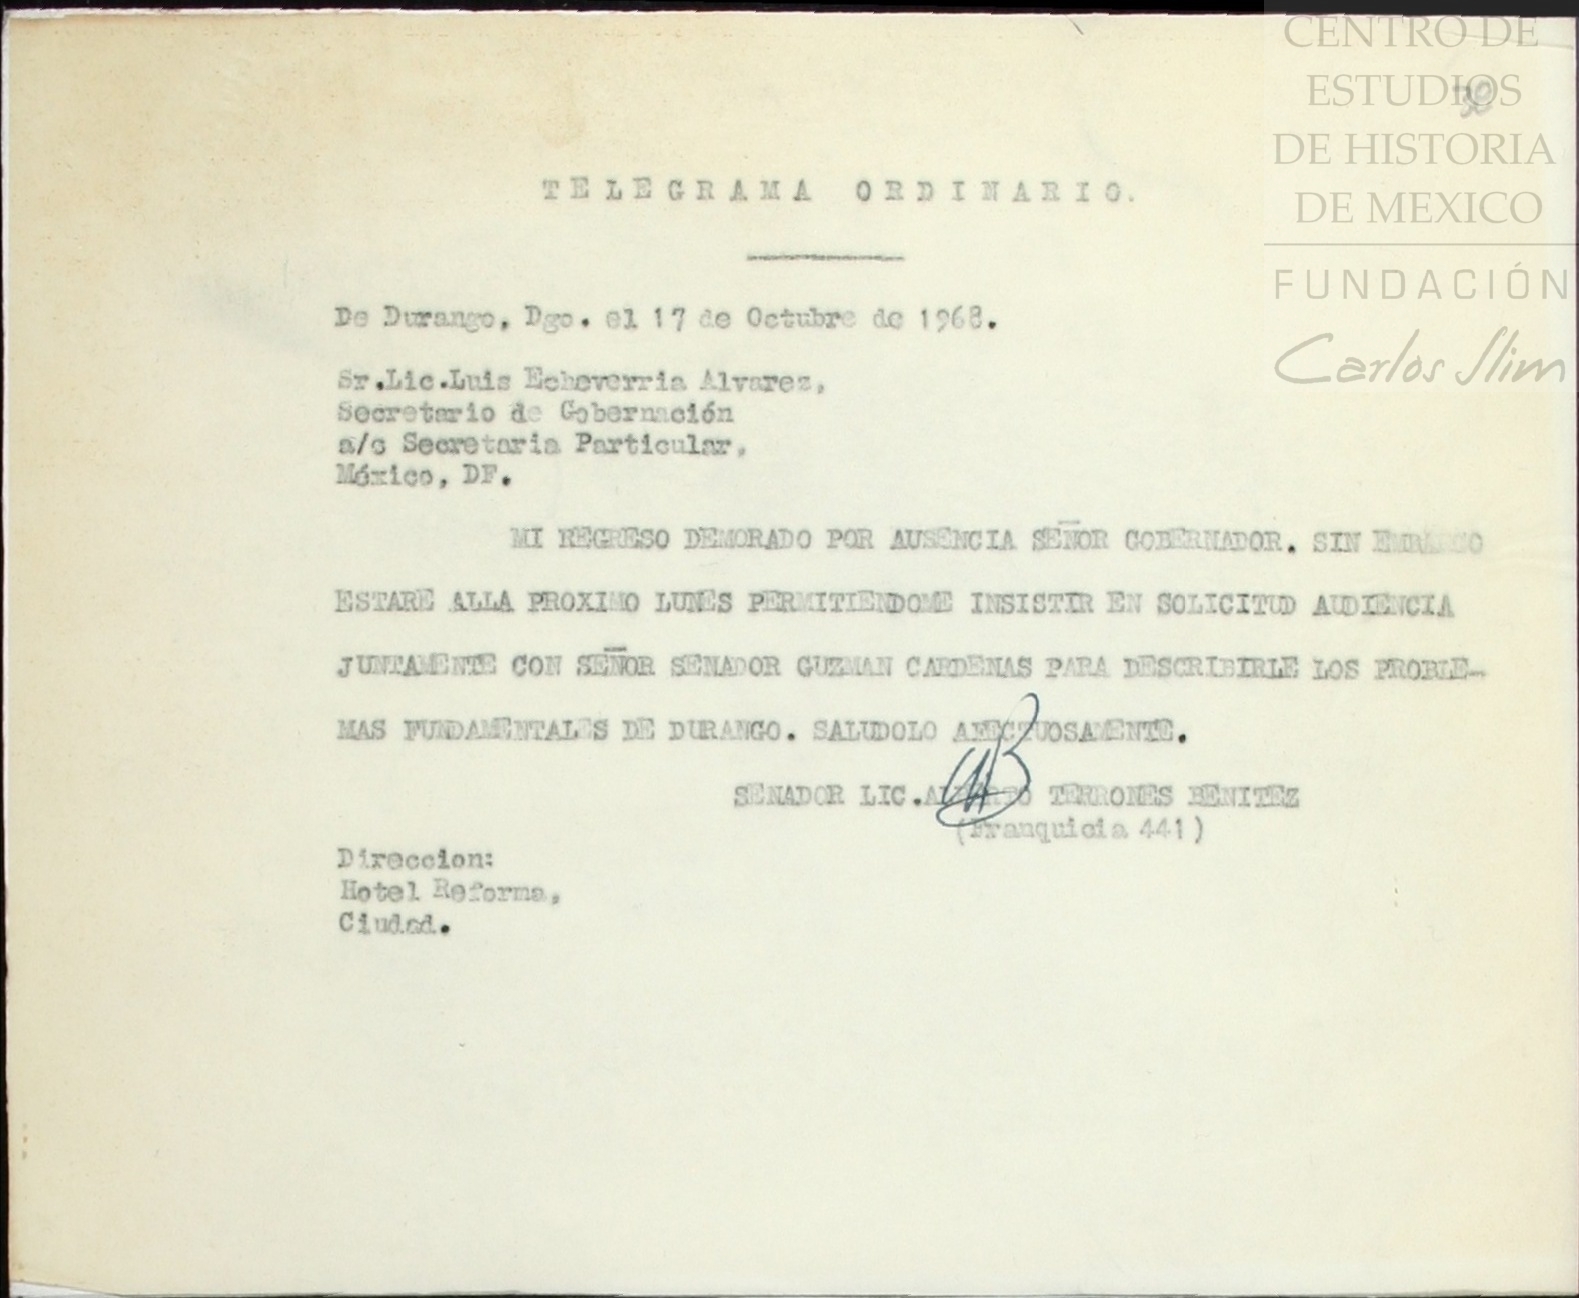 CENTRO DE
ESTUDIOS
DE HISTORIA
DE MEXICO
FUNDACIÓN
Carlos Slim
TELEGRAMA ORDINARIO.
De Durango, Dgo. el 17 de Octubre de 1968.
Sr.Lic.Luis Echeverria Alvarez,
Secretario de Gobernación
a/c Secretaria Particular,
México, DF.
MI REGRESO DEMORADO POR AUSENCIA SEÑOR GOBERNADOR. SIN EMBARGO
ESTARE ALLA PROXIMO LUNES PERMITIENDOME INSISTIR EN SOLICITUD AUDIENCIA
JUNTAMENTE CON SEÑOR SENADOR GUZMAN CARDENAS PARA DESCRIBIRLE LOS PROBLE-
MAS FUNDAMENTALES DE DURANGO. SALUDOLO AFECTUOSAMENTE.
SENADOR LIC.ALBERTO TERRONES BENITEZ
(Franquicia 441)
Direccion:
Hotel Reforma,
Ciudad.